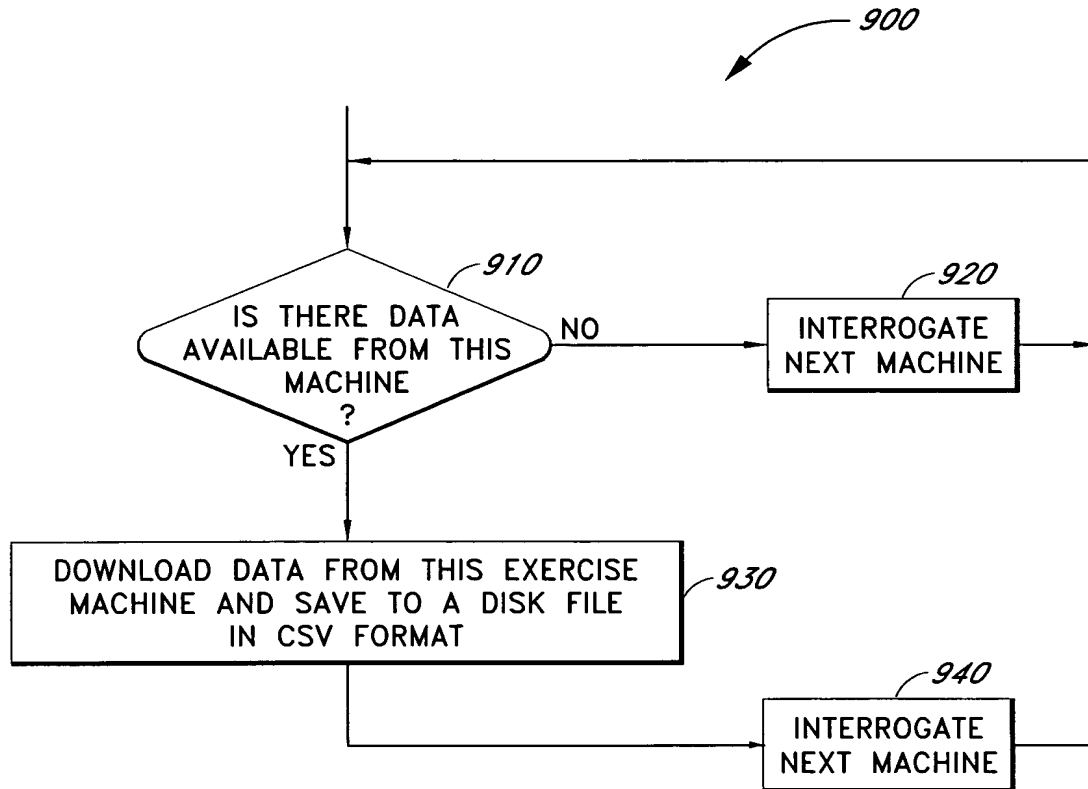 900
910
IS THERE DATA
AVAILABLE FROM THIS
MACHINE
?
NO
920
INTERROGATE
NEXT MACHINE
YES
DOWNLOAD DATA FROM THIS EXERCISE
MACHINE AND SAVE TO A DISK FILE
IN CSV FORMAT
930
940
INTERROGATE
NEXT MACHINE